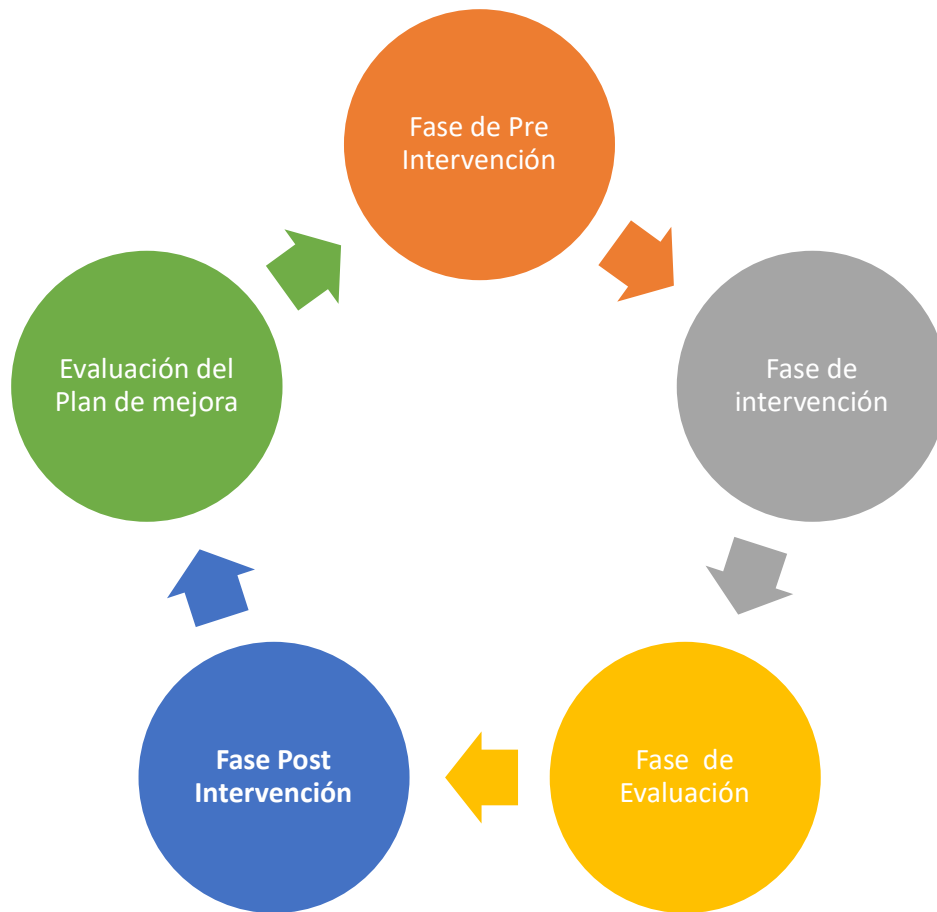 Fase de Pre
Intervención
Fase de
intervención
Fase  de
Evaluación
Fase Post
Intervención
Evaluación del
Plan de mejora